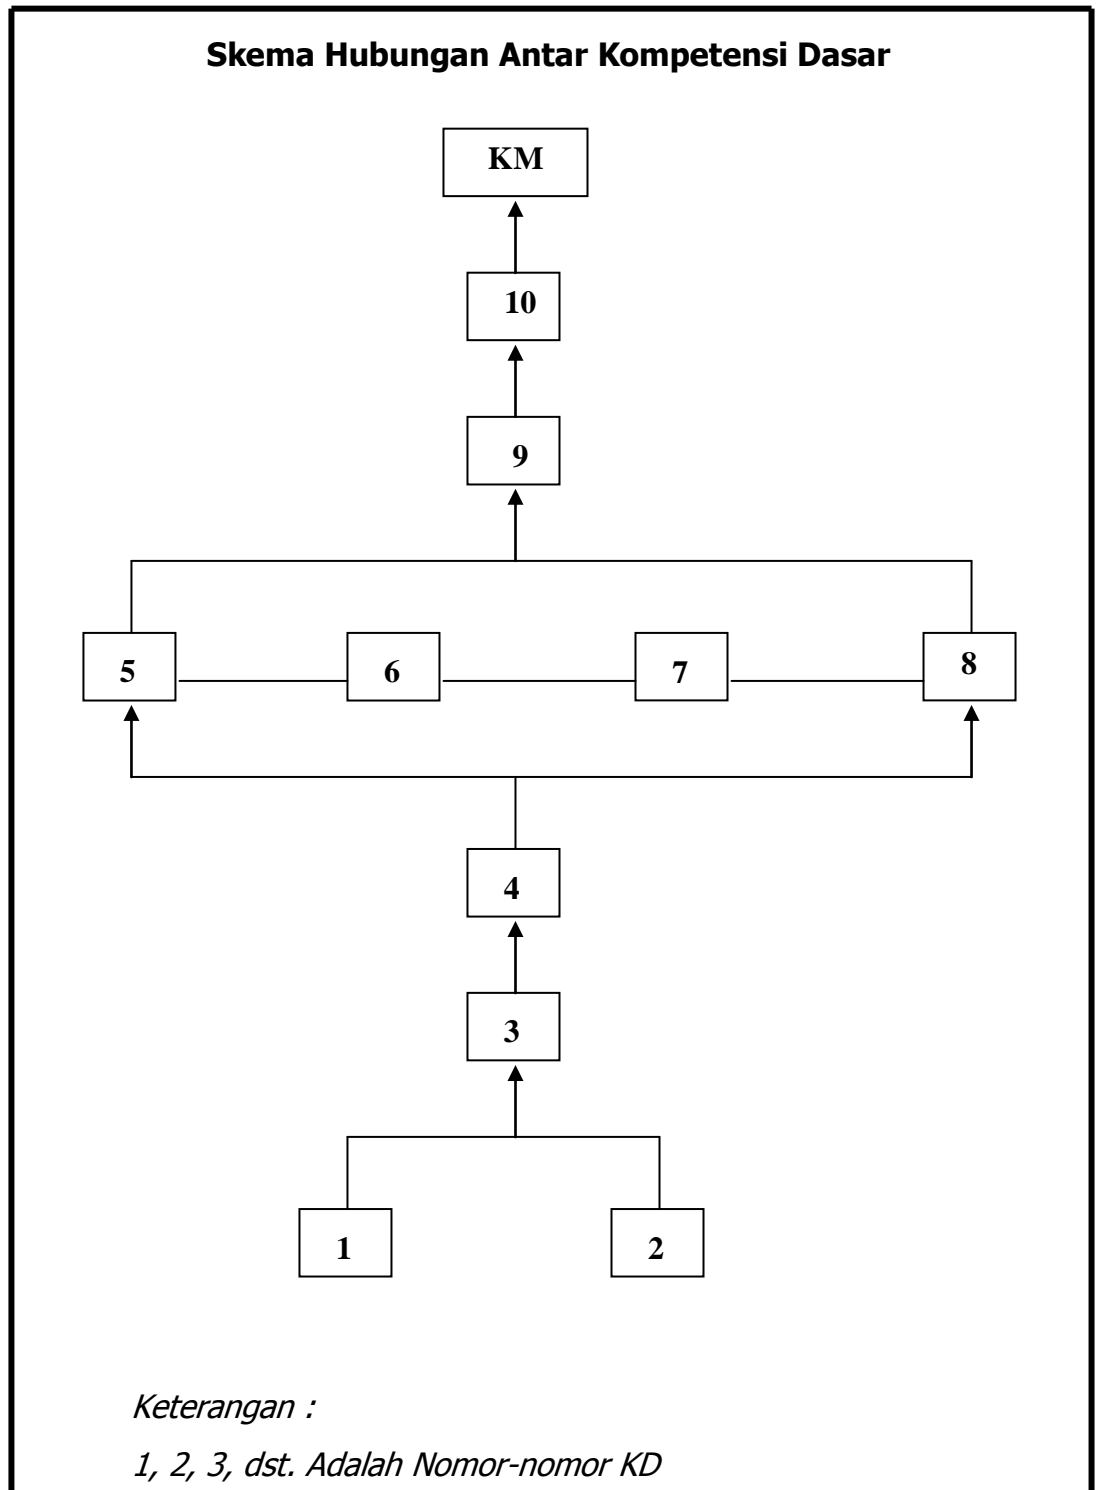 Skema Hubungan Antar Kompetensi Dasar
KM
10
9
5 6 7 8
4
3
1 2
Keterangan :
1, 2, 3, dst. Adalah Nomor-nomor KD